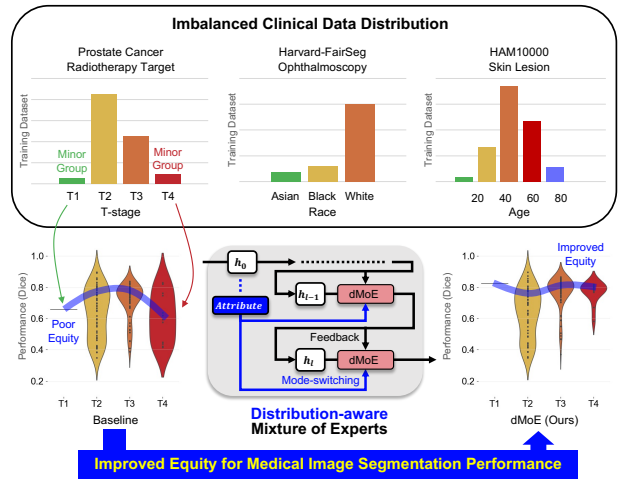 Imbalanced Clinical Data Distribution
Prostate Cancer
Radiotherapy Target
Training Dataset
Minor
Group
Minor
Group
T1 T2 T3 T4
T-stage
Harvard-FairSeg
Ophthalmoscopy
Training Dataset
Asian Black White
Race
HAM10000
Skin Lesion
Training Dataset
20 40 60 80
Age
Performance (Dice)
1.0
0.8
0.6
0.4
0.2
Poor
Equity
T1 T2 T3 T4
Baseline
h0
Attribute
hl−1
dMoE
Feedback
hl
dMoE
Mode-switching
Distribution-aware
Mixture of Experts
Performance (Dice)
1.0
0.8
0.6
0.4
0.2
Improved
Equity
T1 T2 T3 T4
dMoE (Ours)
Improved Equity for Medical Image Segmentation Performance